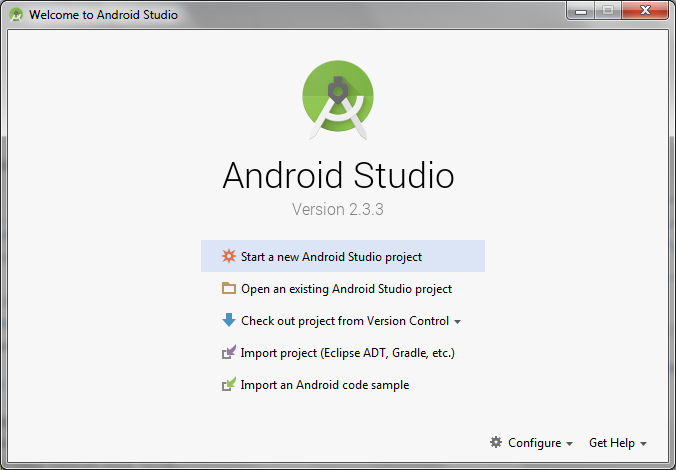 Welcome to Android Studio
Android Studio
Version 2.3.3
Start a new Android Studio project
Open an existing Android Studio project
Check out project from Version Control
Import project (Eclipse ADT, Gradle, etc.)
Import an Android code sample
Configure Get Help